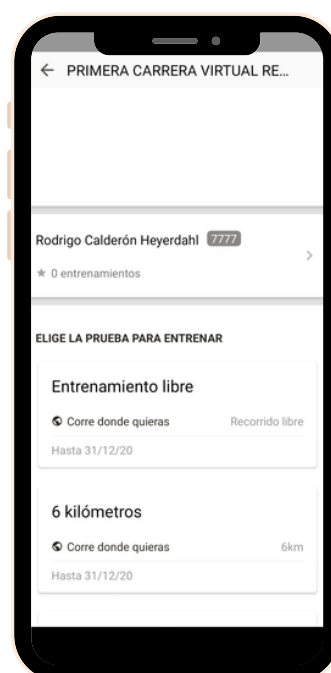 PRIMERA CARRERA VIRTUAL RE...
Rodrigo Calderón Heyerdahl 7777
0 entrenamientos
ELIGE LA PRUEBA PARA ENTRENAR
Entrenamiento libre
Corre donde quieras Recorrido libre
Hasta 31/12/20
6 kilómetros
Corre donde quieras 6km
Hasta 31/12/20